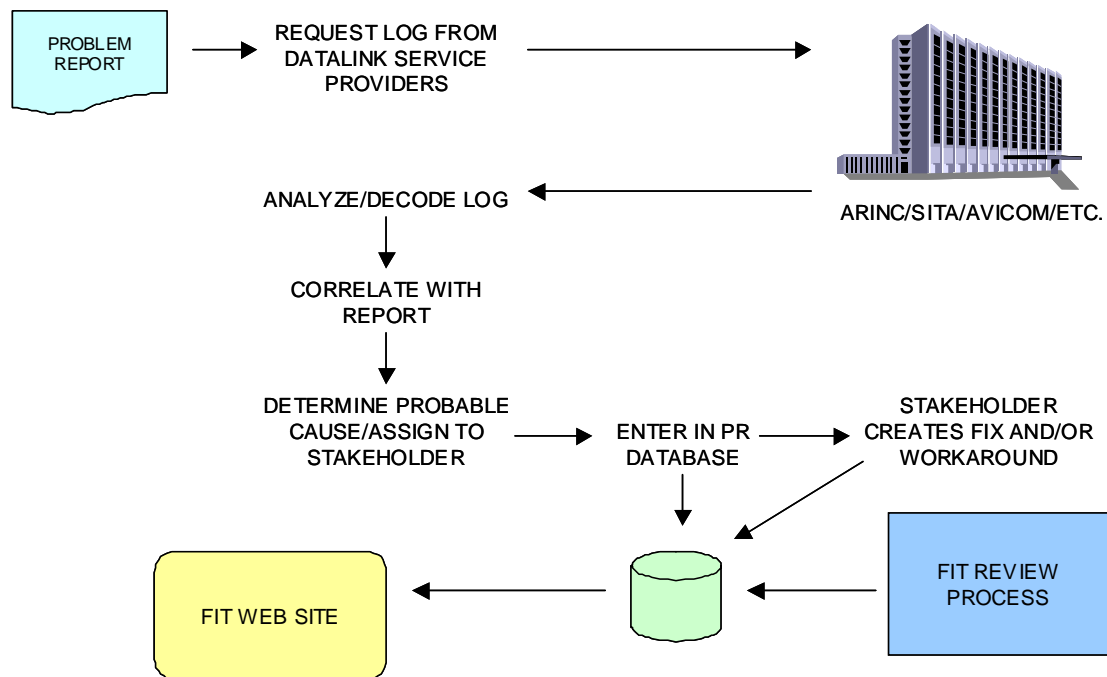 PROBLEM
REPORT
REQUEST LOG FROM
DATALINK SERVICE
PROVIDERS
ARINC/SITA/AVICOM/ETC.
ANALYZE/DECODE LOG
CORRELATE WITH
REPORT
DETERMINE PROBABLE
CAUSE/ASSIGN TO
STAKEHOLDER
ENTER IN PR
DATABASE
STAKEHOLDER
CREATES FIX AND/OR
WORKAROUND
FIT WEB SITE
FIT REVIEW
PROCESS